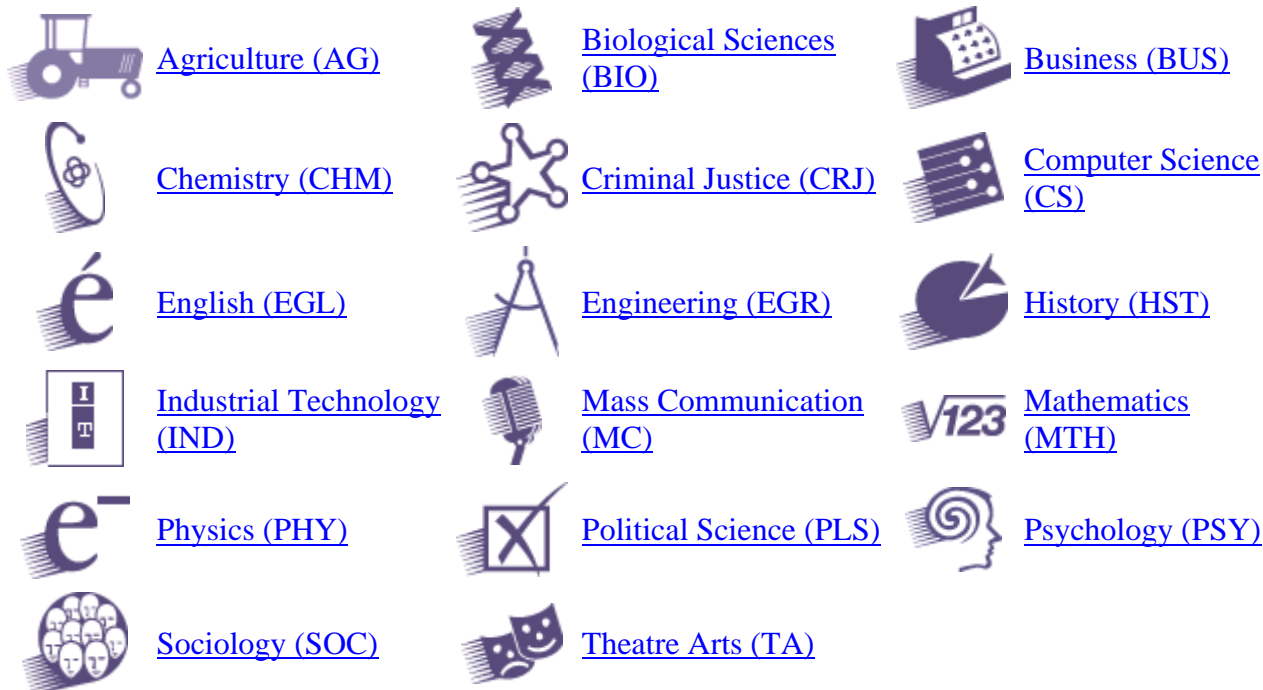 Agriculture (AG)
Biological Sciences
(BIO)
Business (BUS)
Chemistry (CHM)
Criminal Justice (CRJ)
Computer Science
(CS)
é
English (EGL)
Engineering (EGR)
History (HST)
I
T
Industrial Technology
(IND)
Mass Communication
(MC)
√123
Mathematics
(MTH)
e−
Physics (PHY)
Political Science (PLS)
Psychology (PSY)
Sociology (SOC)
Theatre Arts (TA)